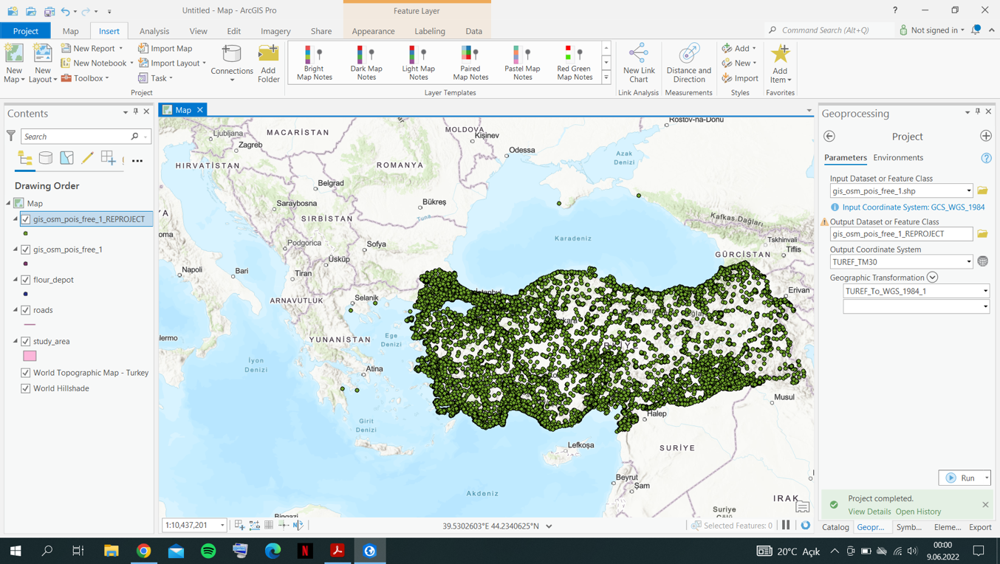 Untitled - Map - ArcGIS Pro
Feature Layer
?
Project
Map
Insert
Analysis
View
Edit
Imagery
Share
Appearance
Labeling
Data
Command Search (Alt+Q)
Not signed in
New Map
New Layout
New Report
New Notebook
Toolbox
Import Map
Import Layout
Task
Connections
Add Folder
Bright Map Notes
Dark Map Notes
Light Map Notes
Paired Map Notes
Pastel Map Notes
Red Green Map Notes
New Link Chart
Distance and Direction
Add
New
Import
Add Item
Project
Layer Templates
Link Analysis
Measurements
Styles
Favorites
Contents
Search
Drawing Order
Map
gis_osm_pois_free_1_REPROJECT
gis_osm_pois_free_1
flour_depot
roads
study_area
World Topographic Map - Turkey
World Hillshade
Map
Ljubljana
Zagreb
MACARİSTAN
MOLDOVA
Kişinev
Rostov-na-Donu
Odessa
Azak Denizi
HIRVATİSTAN
ROMANYA
Belgrad
Saraybosna
Bükreş
SIRBİSTAN
Tuna
Kafkas Dağları
Podgorica
Sofya
Karadeniz
Tskhinvali
GÜRCİSTAN
Tiflis
Üsküp
Napoli
Bari
Tiran
ARNAVUTLUK
Selanik
Erivan
YUNANİSTAN
Ege Denizi
İyon Denizi
Atina
Musul
Halep
Girit Denizi
Lefkoşa
SURİYE
Beyrut
Şam
Akdeniz
IRAK
Suriye
1:10,437,201
39.5302603°E 44.2340625°N
Selected Features: 0
Geoprocessing
Project
Parameters
Environments
Input Dataset or Feature Class
gis_osm_pois_free_1.shp
Input Coordinate System: GCS_WGS_1984
Output Dataset or Feature Class
gis_osm_pois_free_1_REPROJECT
Output Coordinate System
TUREF_TM30
Geographic Transformation
TUREF_To_WGS_1984_1
Run
Project completed.
View Details Open History
Catalog
Geopr...
Symb...
Eleme...
Export
20°C Açık
00:00
9.06.2022